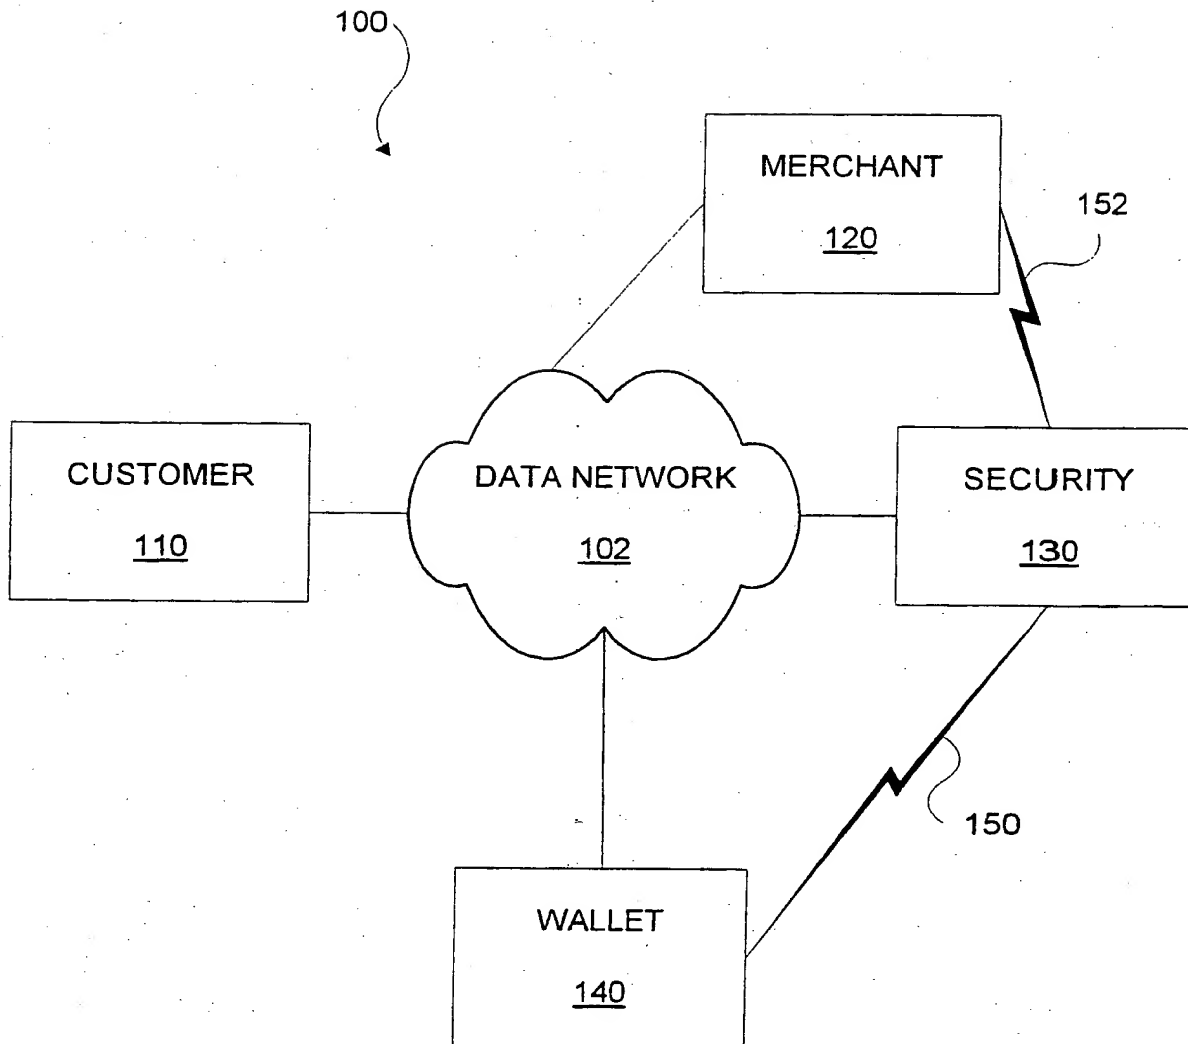 100
MERCHANT
120
152
CUSTOMER
110
DATA NETWORK
102
SECURITY
130
150
WALLET
140